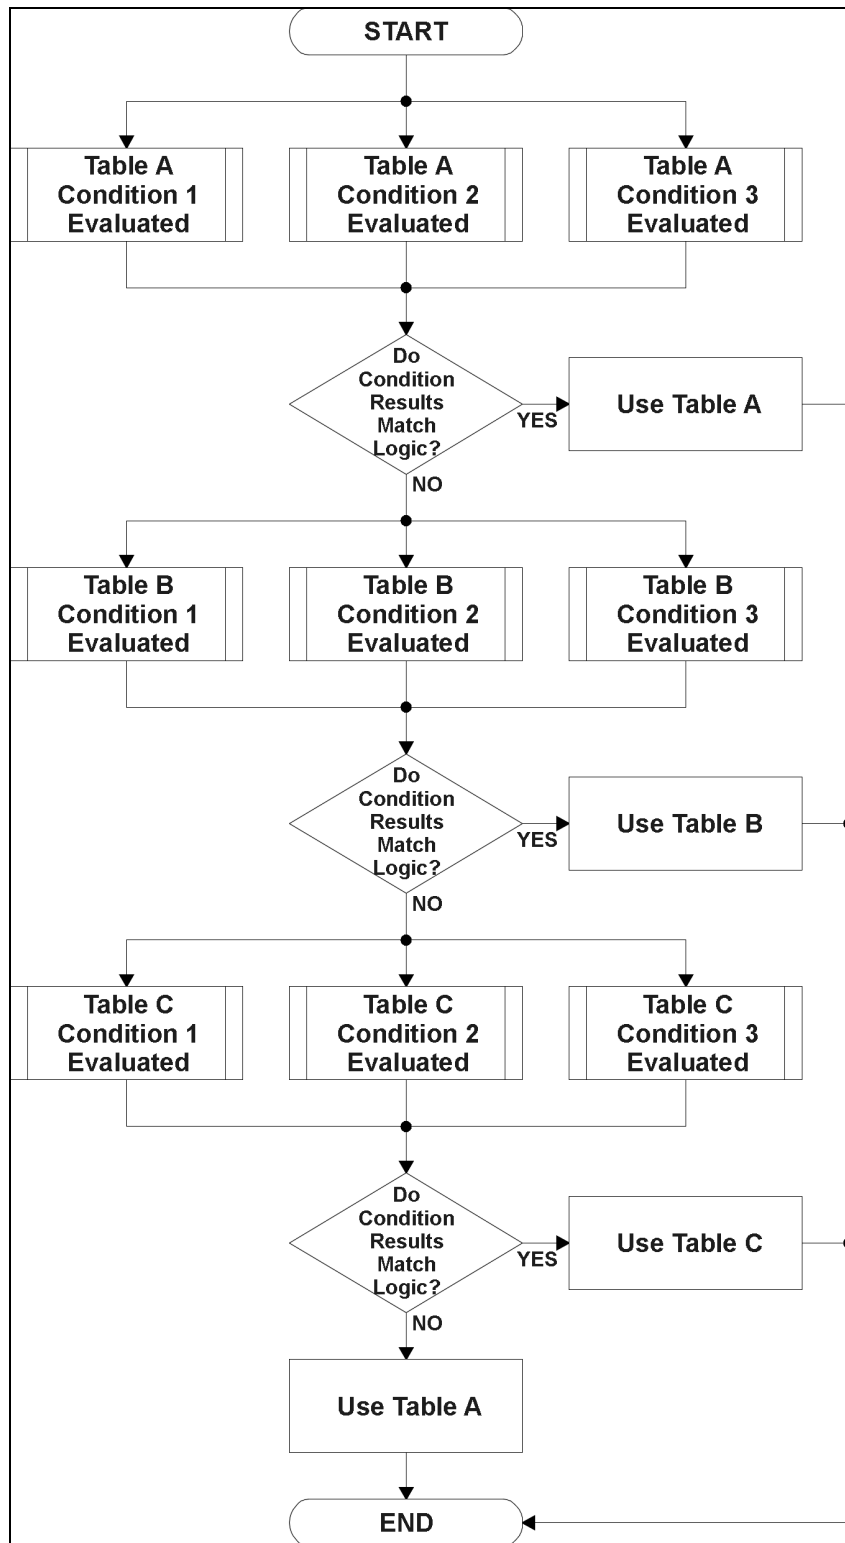 START
Table A
Condition 1
Evaluated
Table A
Condition 2
Evaluated
Table A
Condition 3
Evaluated
Do
Condition
Results
Match
Logic?
YES
Use Table A
NO
Table B
Condition 1
Evaluated
Table B
Condition 2
Evaluated
Table B
Condition 3
Evaluated
Do
Condition
Results
Match
Logic?
YES
Use Table B
NO
Table C
Condition 1
Evaluated
Table C
Condition 2
Evaluated
Table C
Condition 3
Evaluated
Do
Condition
Results
Match
Logic?
YES
Use Table C
NO
Use Table A
END